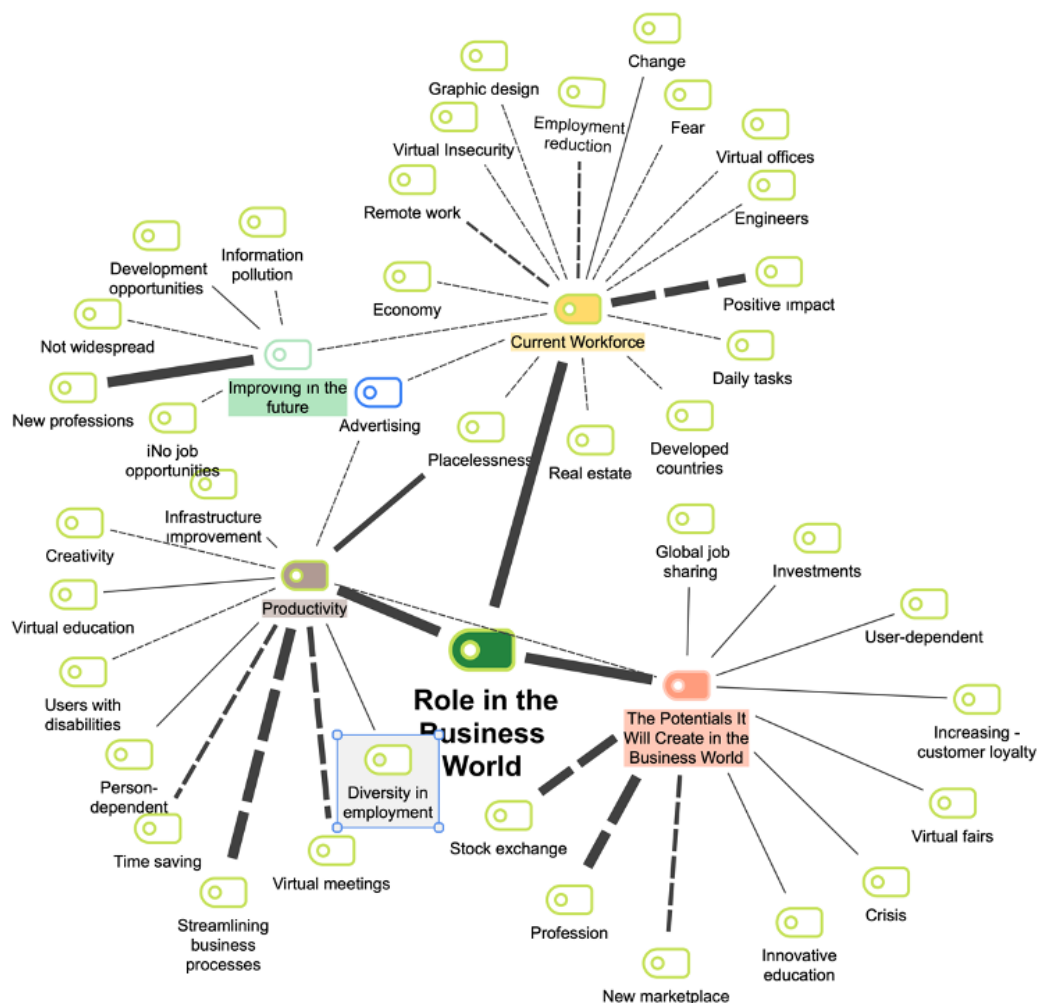 Change
Graphic design
Employment
reduction
Fear
Virtual Insecurity
Virtual offices
Remote work
Engineers
Information
pollution
Development
opportunities
Economy
Positive impact
Not widespread
Current Workforce
Daily tasks
Improving in the
future
New professions
Advertising
iNo job
opportunities
Placelessness
Real estate
Developed
countries
Infrastructure
improvement
Creativity
Global job
sharing
Investments
Productivity
Virtual education
User-dependent
Users with
disabilities
Role in the
Business
World
The Potentials It
Will Create in the
Business World
Increasing -
customer loyalty
Person-
dependent
Diversity in
employment
Time saving
Stock exchange
Virtual fairs
Virtual meetings
Streamlining
business
processes
Profession
Crisis
Innovative
education
New marketplace